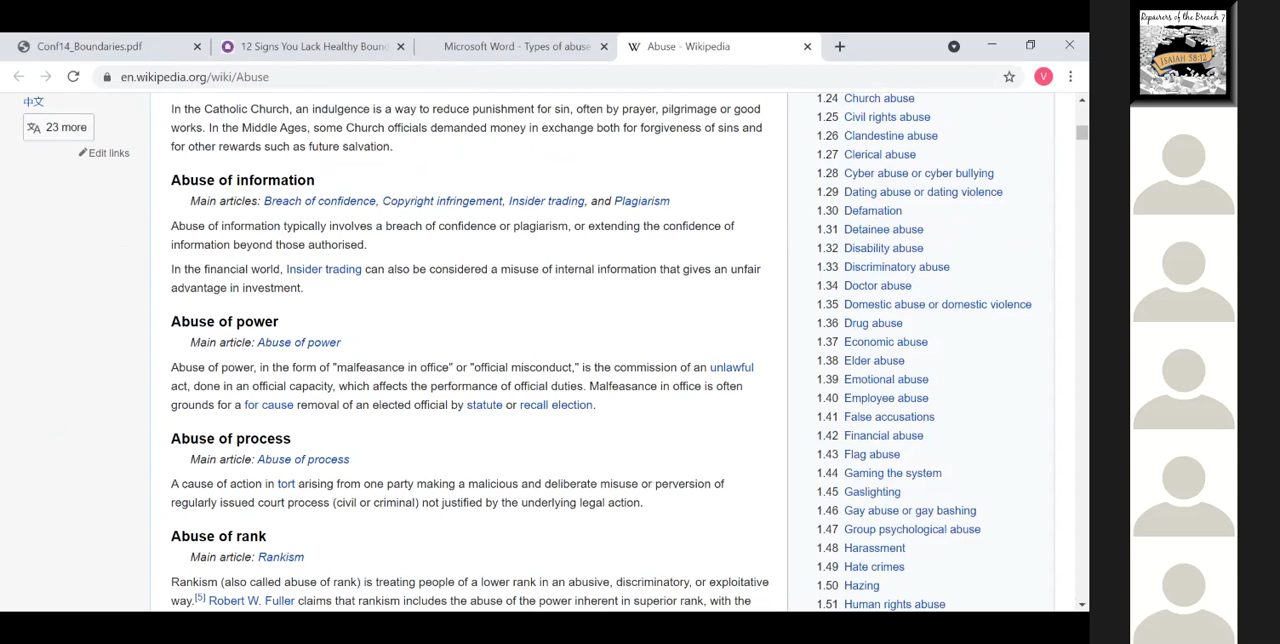 Conf14_Boundaries.pdf
12 Signs You Lack Healthy Boun
Microsoft Word - Types of abuse
W Abuse - Wikipedia
en.wikipedia.org/wiki/Abuse
V
中文
23 more
Edit links
In the Catholic Church, an indulgence is a way to reduce punishment for sin, often by prayer, pilgrimage or good
works. In the Middle Ages, some Church officials demanded money in exchange both for forgiveness of sins and
for other rewards such as future salvation.
Abuse of information
Main articles: Breach of confidence, Copyright infringement, Insider trading, and Plagiarism
Abuse of information typically involves a breach of confidence or plagiarism, or extending the confidence of
information beyond those authorised.
In the financial world, Insider trading can also be considered a misuse of internal information that gives an unfair
advantage in investment.
Abuse of power
Main article: Abuse of power
Abuse of power, in the form of "malfeasance in office" or "official misconduct," is the commission of an unlawful
act, done in an official capacity, which affects the performance of official duties. Malfeasance in office is often
grounds for a for cause removal of an elected official by statute or recall election.
Abuse of process
Main article: Abuse of process
A cause of action in tort arising from one party making a malicious and deliberate misuse or perversion of
regularly issued court process (civil or criminal) not justified by the underlying legal action.
Abuse of rank
Main article: Rankism
Rankism (also called abuse of rank) is treating people of a lower rank in an abusive, discriminatory, or exploitative
way.[5] Robert W. Fuller claims that rankism includes the abuse of the power inherent in superior rank, with the
1.24 Church abuse
1.25 Civil rights abuse
1.26 Clandestine abuse
1.27 Clerical abuse
1.28 Cyber abuse or cyber bullying
1.29 Dating abuse or dating violence
1.30 Defamation
1.31 Detainee abuse
1.32 Disability abuse
1.33 Discriminatory abuse
1.34 Doctor abuse
1.35 Domestic abuse or domestic violence
1.36 Drug abuse
1.37 Economic abuse
1.38 Elder abuse
1.39 Emotional abuse
1.40 Employee abuse
1.41 False accusations
1.42 Financial abuse
1.43 Flag abuse
1.44 Gaming the system
1.45 Gaslighting
1.46 Gay abuse or gay bashing
1.47 Group psychological abuse
1.48 Harassment
1.49 Hate crimes
1.50 Hazing
1.51 Human rights abuse
Repairers of the Breach 7
ISAIAH 58:12